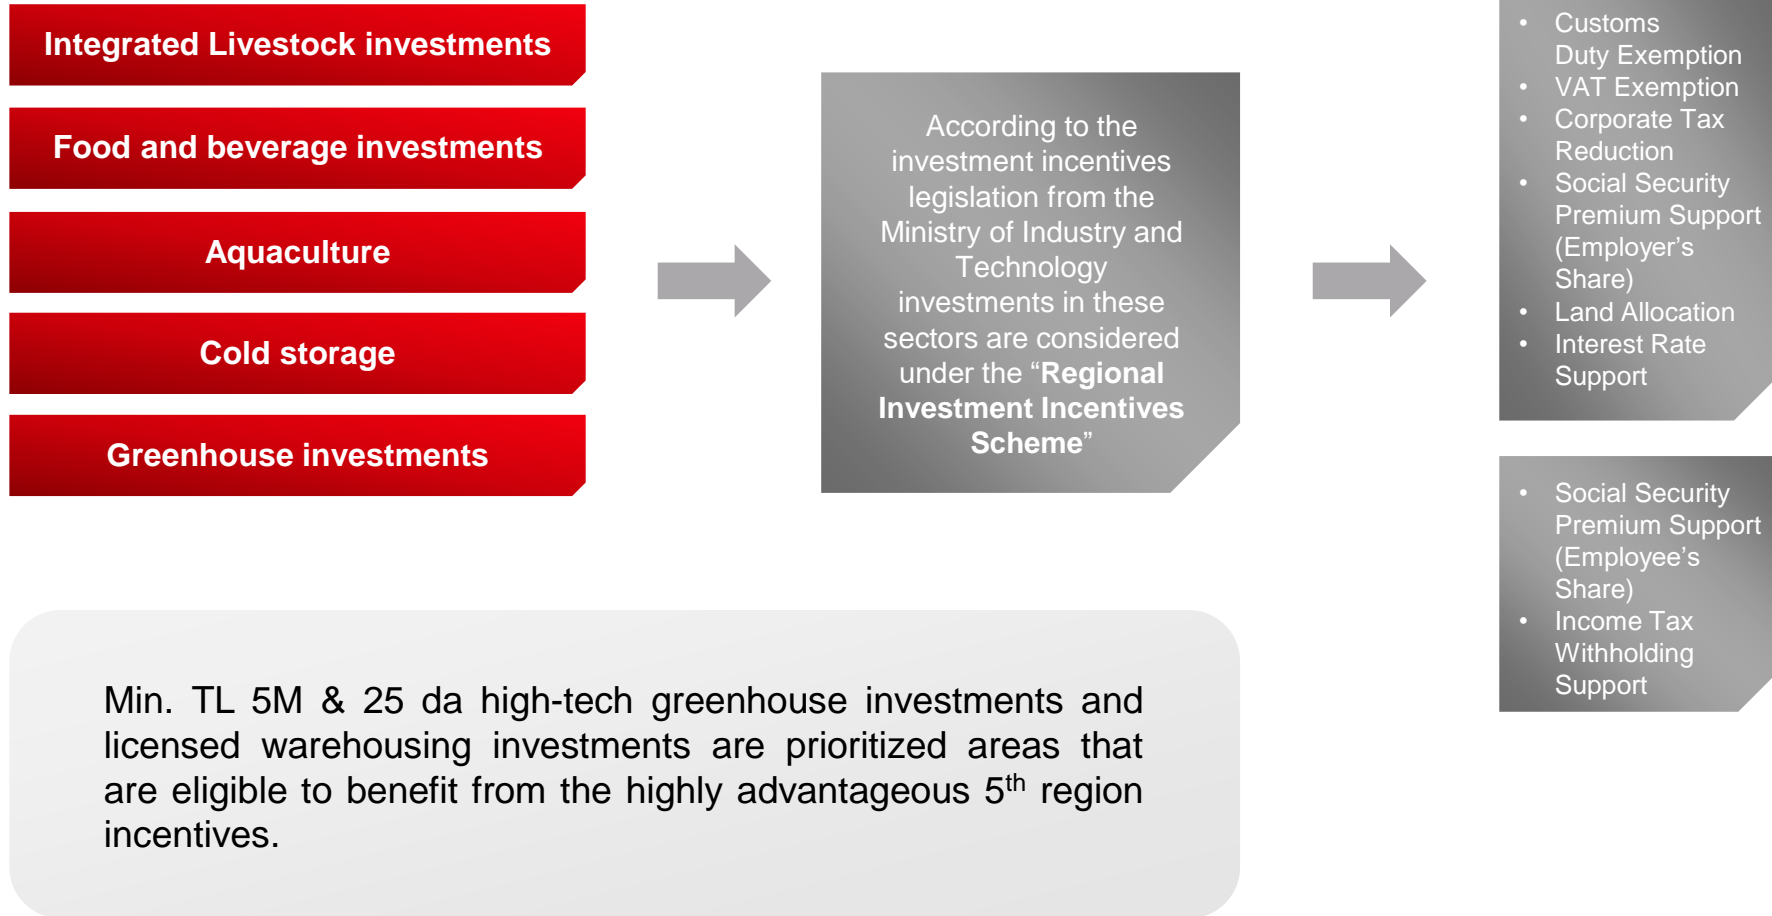 Integrated Livestock investments
Food and beverage investments
Aquaculture
Cold storage
Greenhouse investments
According to the
investment incentives
legislation from the
Ministry of Industry and
Technology
investments in these
sectors are considered
under the “Regional
Investment Incentives
Scheme”
• Customs
Duty Exemption
• VAT Exemption
• Corporate Tax
Reduction
• Social Security
Premium Support
(Employer’s
Share)
• Land Allocation
• Interest Rate
Support
• Social Security
Premium Support
(Employee’s
Share)
• Income Tax
Withholding
Support
Min. TL 5M & 25 da high-tech greenhouse investments and
licensed warehousing investments are prioritized areas that
are eligible to benefit from the highly advantageous 5th region
incentives.